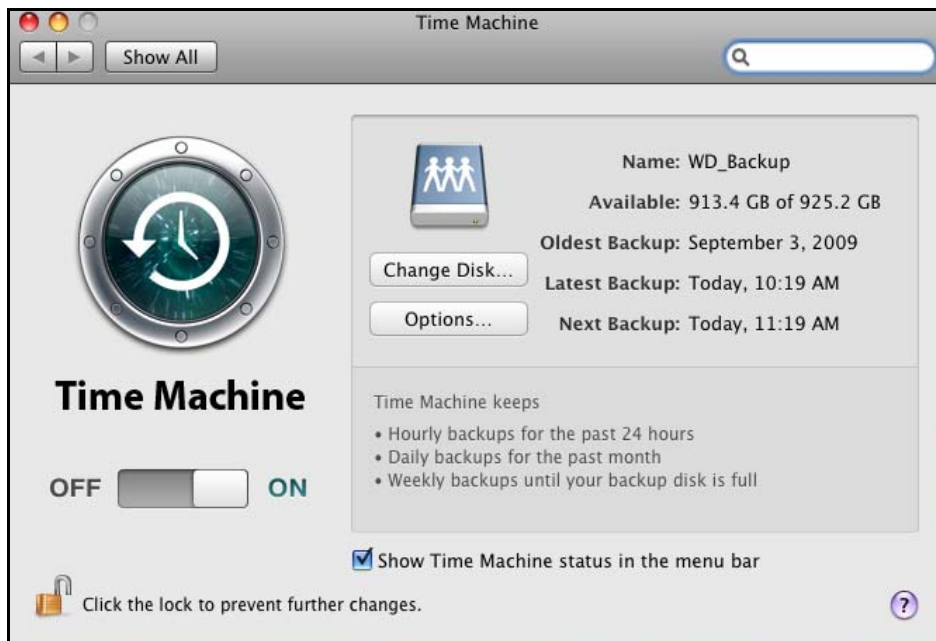 Time Machine
Show All
Name: WD_Backup
Available: 913.4 GB of 925.2 GB
Oldest Backup: September 3, 2009
Change Disk...
Latest Backup: Today, 10:19 AM
Options...
Next Backup: Today, 11:19 AM
Time Machine
Time Machine keeps
• Hourly backups for the past 24 hours
• Daily backups for the past month
• Weekly backups until your backup disk is full
OFF ON
Show Time Machine status in the menu bar
Click the lock to prevent further changes.
?